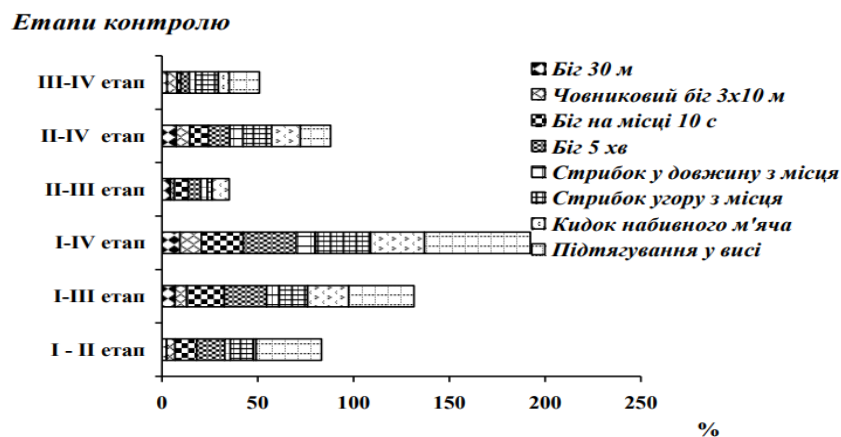 Етапи контролю
III-IV етап
II-IV етап
II-III етап
I-IV етап
I-III етап
I - II етап
0 50 100 150 200 250
%
Біг 30 м
Човниковий біг 3х10 м
Біг на місці 10 с
Біг 5 хв
Стрибок у довжину з місця
Стрибок угору з місця
Кидок набивного м'яча
Підтягування у висі